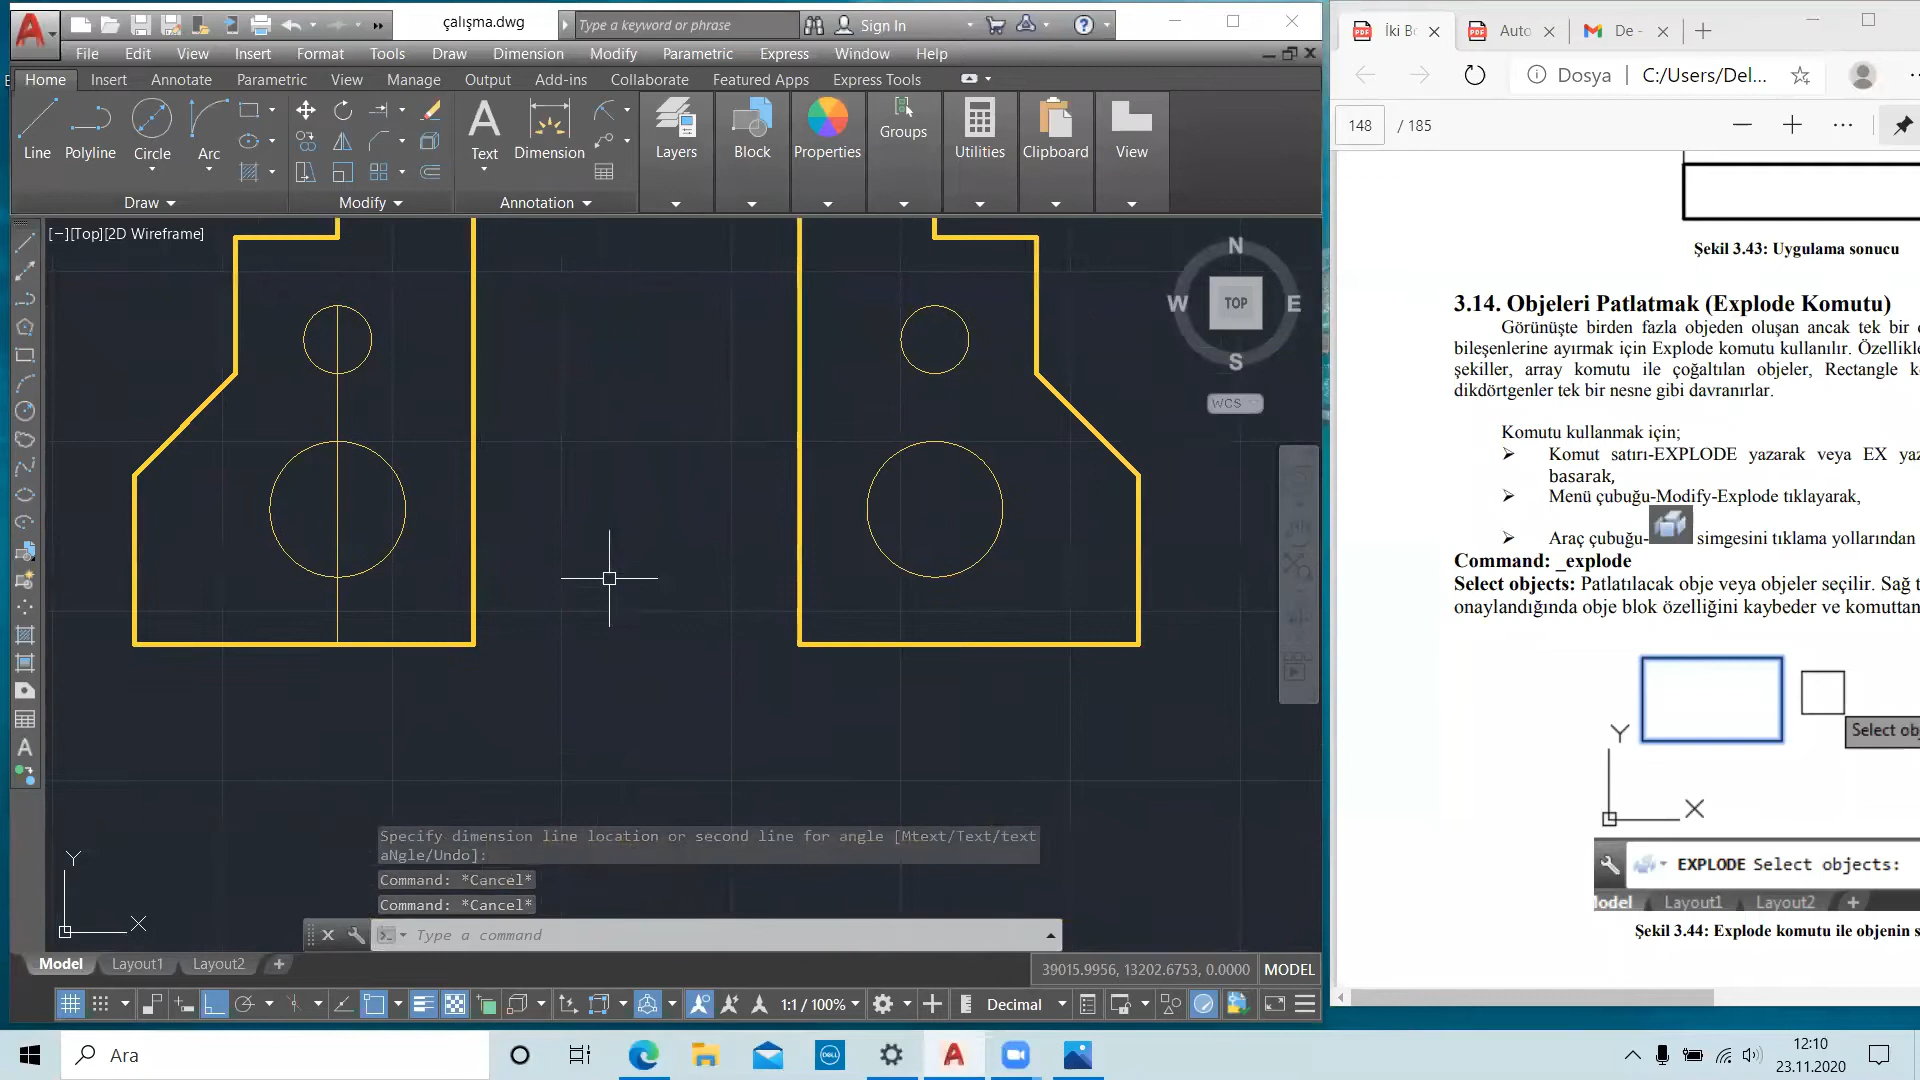 çalışma.dwg
Type a keyword or phrase
Sign In
File Edit View Insert Format Tools Draw Dimension Modify Parametric Express Window Help
Home Insert Annotate Parametric View Manage Output Add-ins Collaborate Featured Apps Express Tools
Line Polyline Circle Arc Text Dimension Layers Block Properties Groups Utilities Clipboard View
Draw Modify Annotation
[−][Top][2D Wireframe]
N
W TOP E
S
WCS
Specify dimension line location or second line for angle [Mtext/Text/text
aNgle/Undo]:
Command: *Cancel*
Command: *Cancel*
Type a command
Y
X
Model Layout1 Layout2 +
39015.9956, 13202.6753, 0.0000 MODEL
1:1 / 100% Decimal
Auto De -
Dosya C:/Users/Del...
148 / 185
Şekil 3.43: Uygulama sonucu
3.14. Objeleri Patlatmak (Explode Komutu)
Görünüşte birden fazla objeden oluşan ancak tek bir
bileşenlerine ayırmak için Explode komutu kullanılır.
şekiller, array komutu ile çoğaltılan objeler, Rectangle
dikdörtgenler tek bir nesne gibi davranırlar.
Komutu kullanmak için;
➢ Komut satırı-EXPLODE yazarak veya EX
basarak,
➢ Menü çubuğu-Modify-Explode tıklayarak,
➢ Araç çubuğu- simgesini tıklama yollarından
Command: _explode
Select objects: Patlatılacak obje veya objeler seçilir. Sağ
onaylandığında obje blok özelliğini kaybeder ve
Select
Y
X
EXPLODE Select objects:
Layout1 Layout2 +
Şekil 3.44: Explode komutu ile objenin
Ara
DELL
12:10
23.11.2020